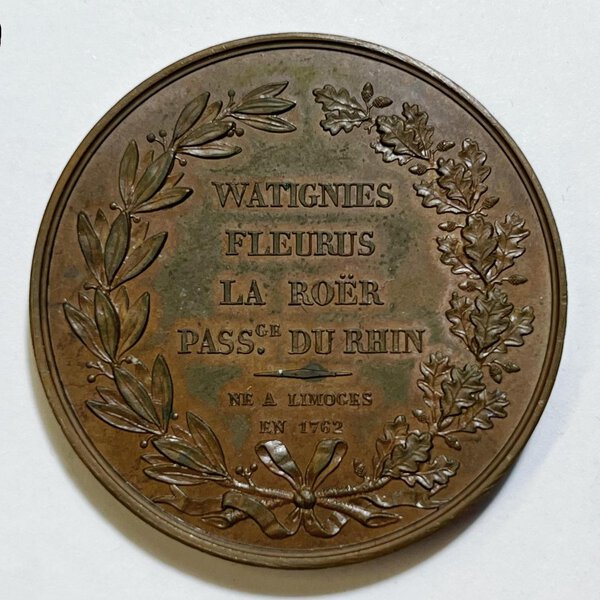 WATIGNIES
FLEURUS
LA ROËR
PASS.GE DU RHIN
NÉ A LIMOGES
EN 1762